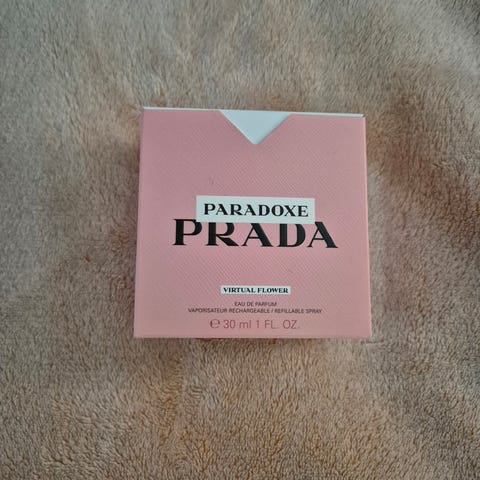 PARADOXE
PRADA
VIRTUAL FLOWER
EAU DE PARFUM
VAPORISATEUR RECHARGEABLE / REFILLABLE SPRAY
℮ 30 ml 1 FL. OZ.